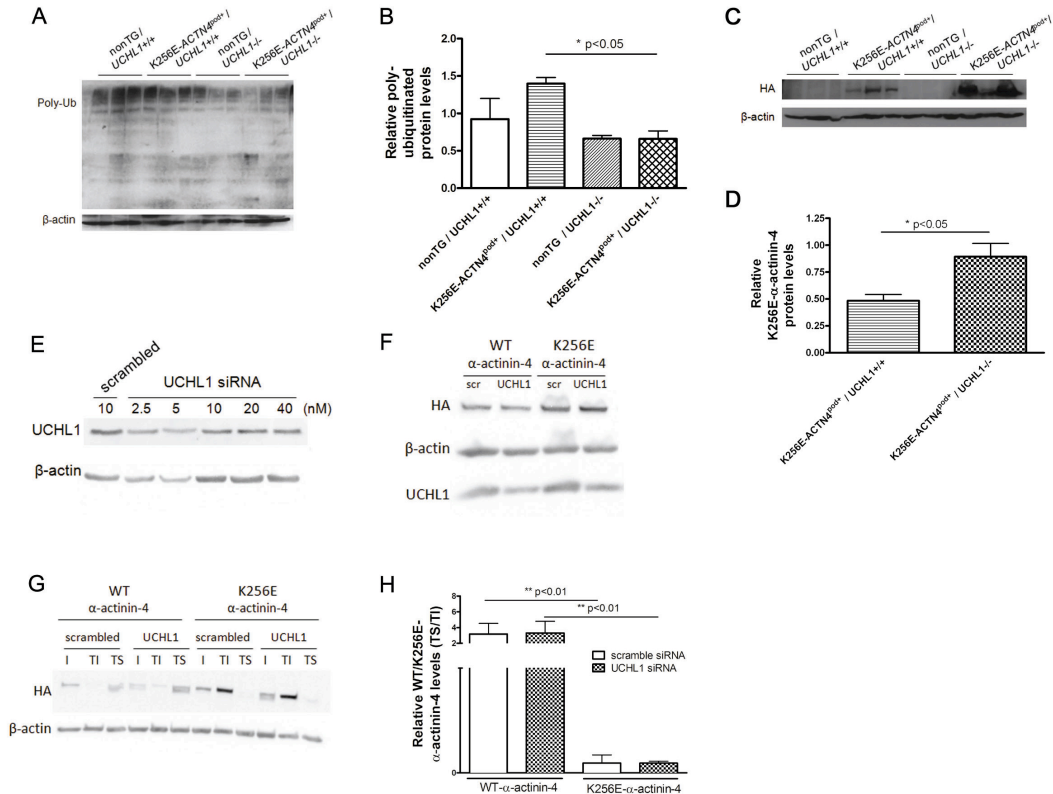 A
nonTG /
UCHL1+/+
K256E-ACTN4pod+/
UCHL1+/+
nonTG/
UCHL1-/-
K256E-ACTN4pod+/
UCHL1-/-
Poly-Ub
β-actin
B
* p<0.05
Relative poly-
ubiquitinated
protein levels
2.0
1.5
1.0
0.5
0.0
nonTG / UCHL1+/+
K256E-ACTN4pod+ / UCHL1+/+
nonTG / UCHL1-/-
K256E-ACTN4pod+ / UCHL1-/-
C
nonTG /
UCHL1+/+
K256E-ACTN4pod+/
UCHL1+/+
nonTG /
UCHL1-/-
K256E-ACTN4pod+/
UCHL1-/-
HA
β-actin
D
* p<0.05
Relative
K256E-α-actinin-4
protein levels
1.25
1.00
0.75
0.50
0.25
0.00
K256E-ACTN4pod+ / UCHL1+/+
K256E-ACTN4pod+ / UCHL1-/-
E
scrambled
UCHL1 siRNA
10 2.5 5 10 20 40 (nM)
UCHL1
β-actin
F
WT
α-actinin-4
K256E
α-actinin-4
scr UCHL1 scr UCHL1
HA
β-actin
UCHL1
G
WT
α-actinin-4
K256E
α-actinin-4
scrambled UCHL1 scrambled UCHL1
I TI TS I TI TS I TI TS I TI TS
HA
β-actin
H
** p<0.01
** p<0.01
Relative WT/K256E-
α-actinin-4 levels (TS/TI)
8
6
4
2
0
scramble siRNA
UCHL1 siRNA
WT-α-actinin-4
K256E-α-actinin-4